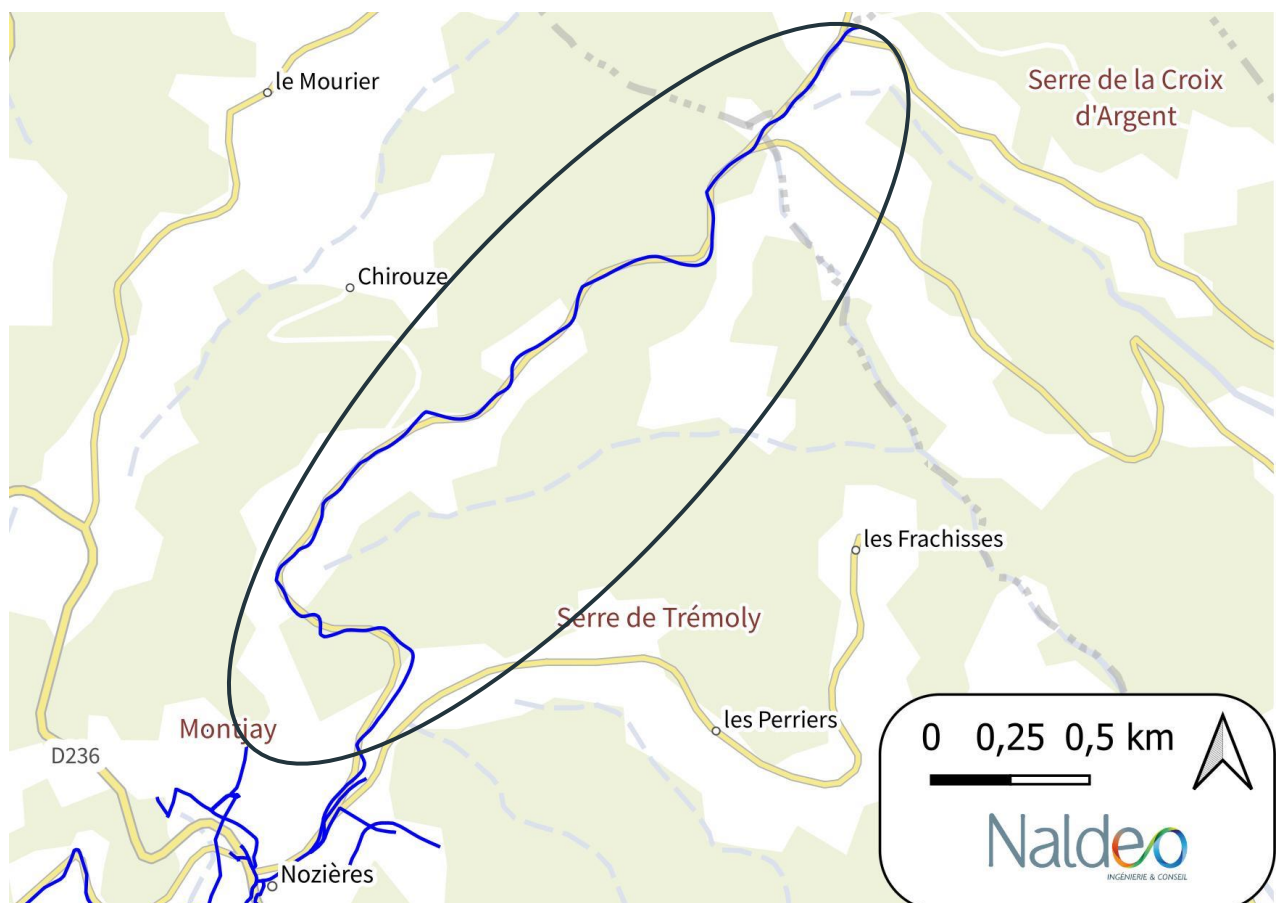 le Mourier
Serre de la Croix
d'Argent
Chirouze
les Frachisses
Serre de Trémoly
les Perriers
Montjay
D236
0 0,25 0,5 km
Naldeo
INGÉNIERIE & CONSEIL
Nozières